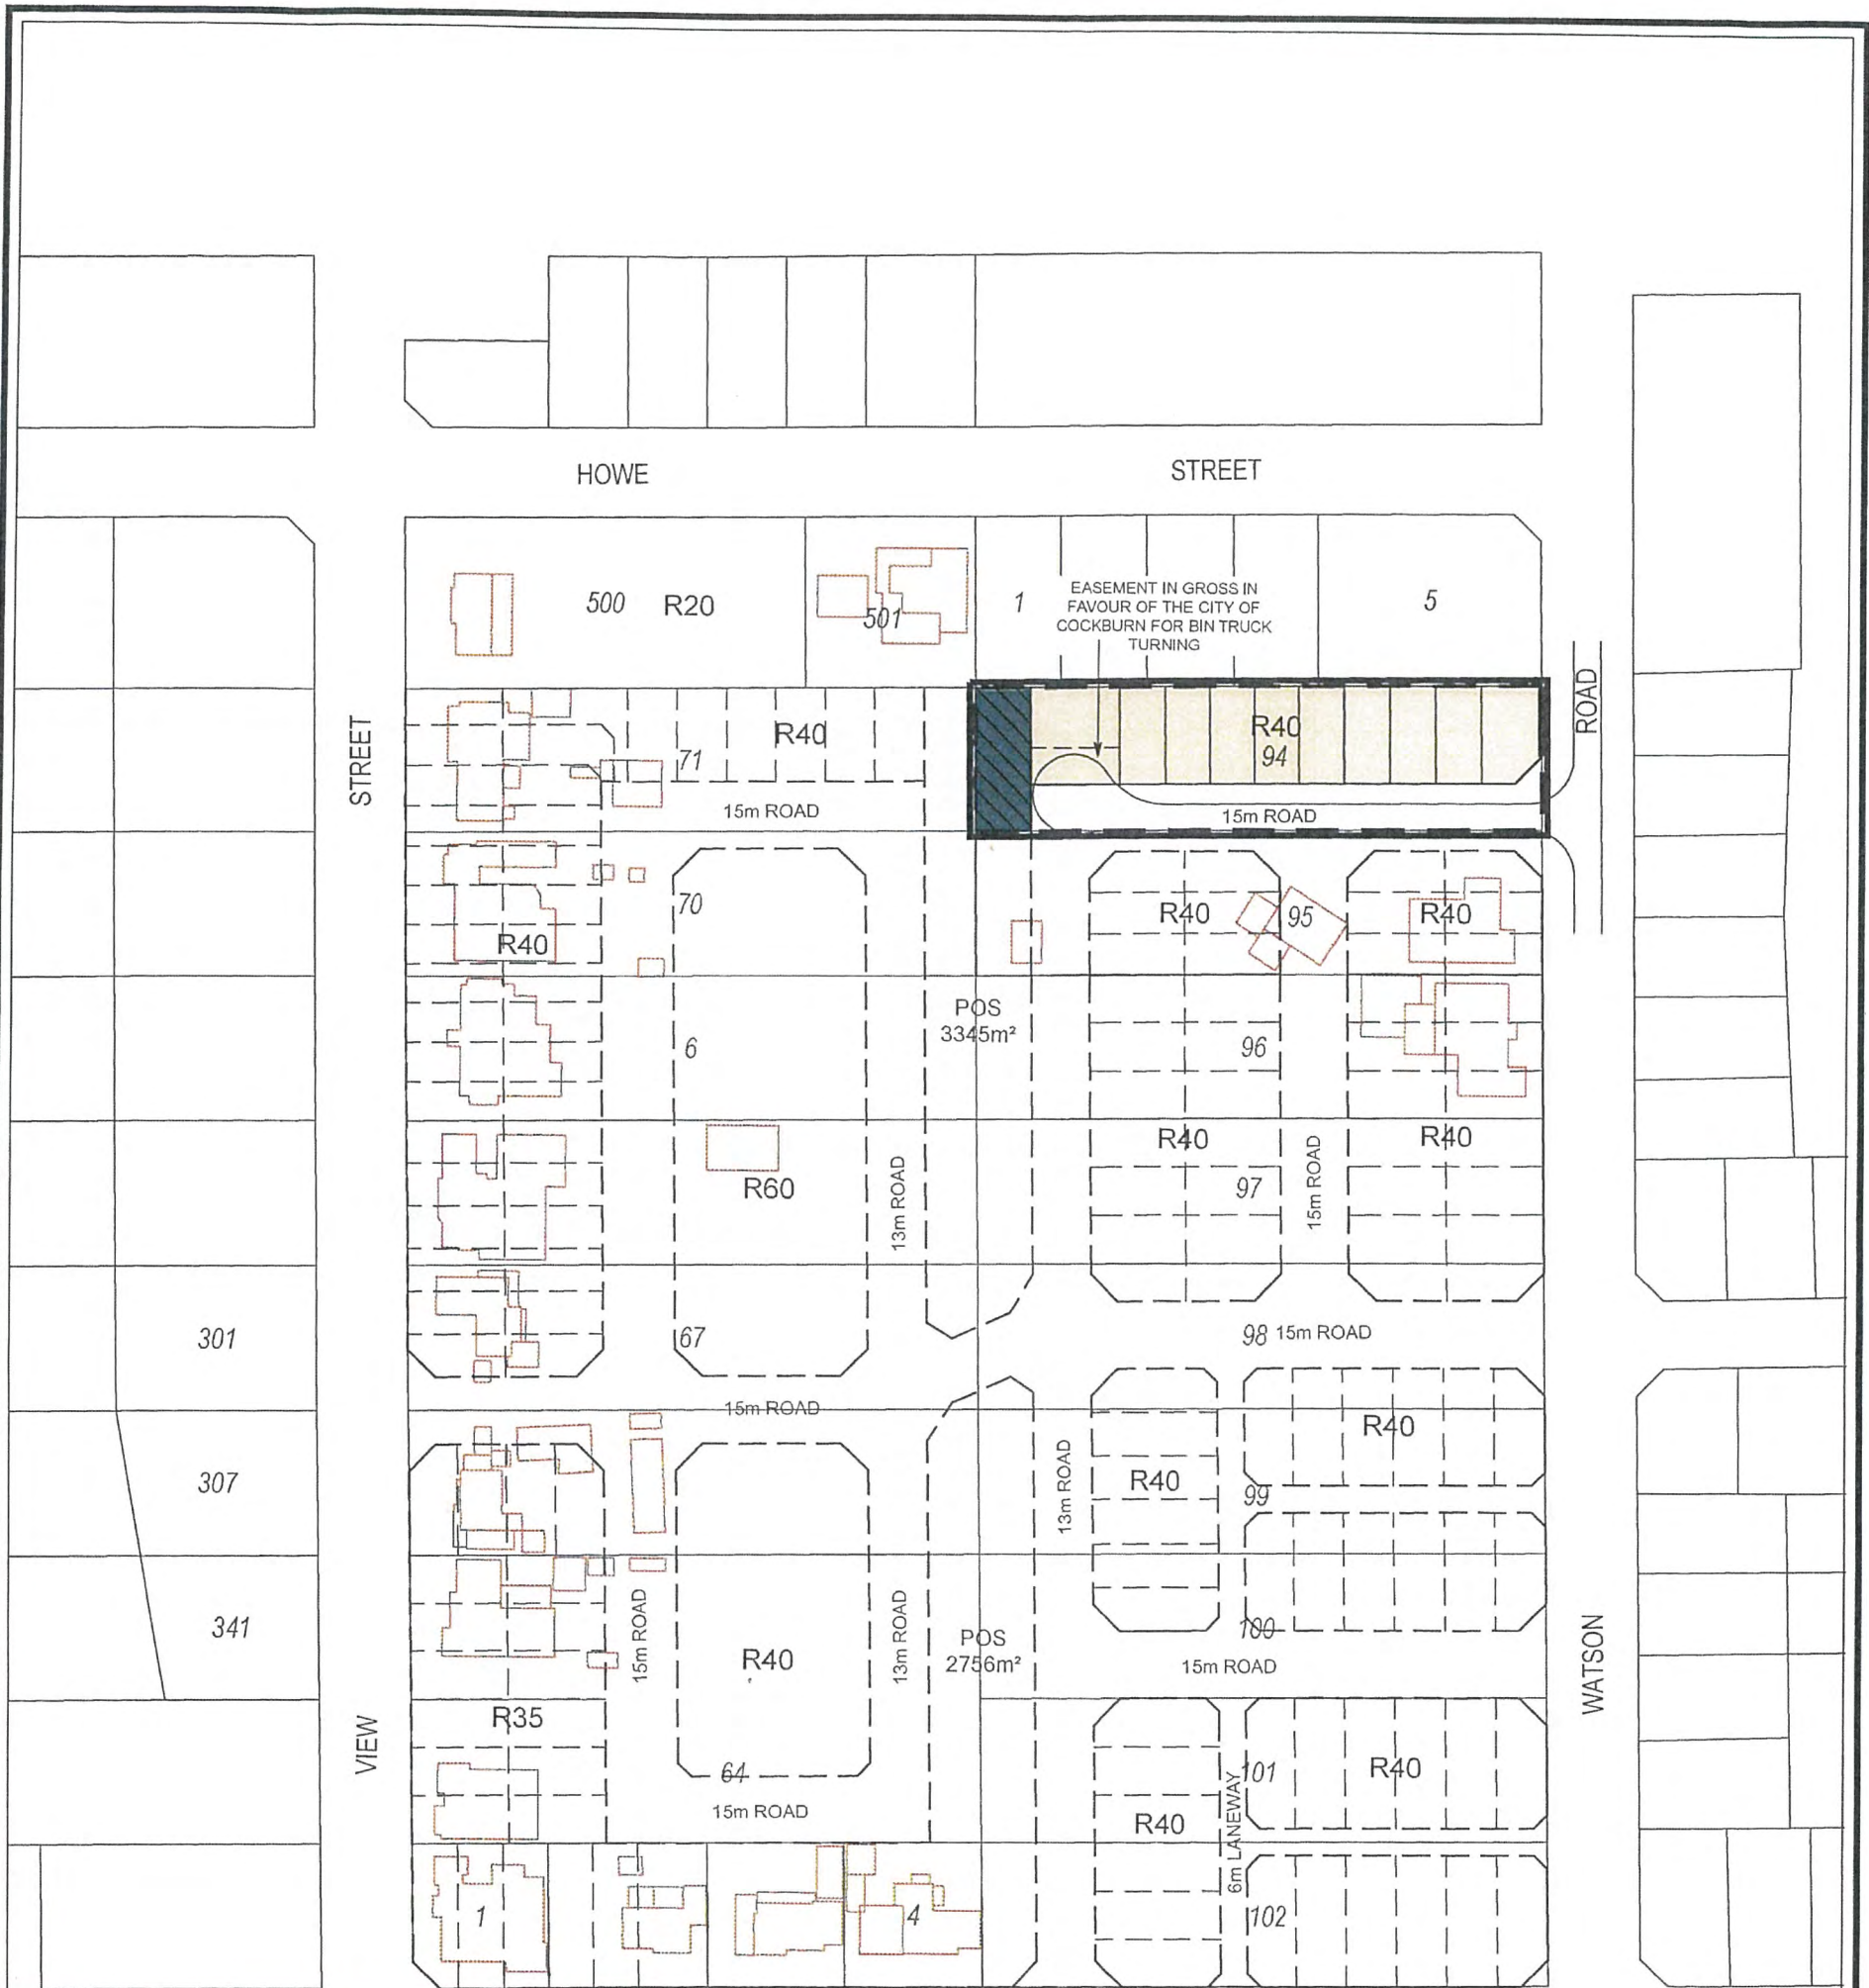 HOWE STREET
500 R20
501
1
EASEMENT IN GROSS IN
FAVOUR OF THE CITY OF
COCKBURN FOR BIN TRUCK
TURNING
5
STREET
ROAD
71
R40
R40
94
15m ROAD
15m ROAD
70
R40
R40
95
R40
POS
3345m²
6
96
R40
R40
R60
13m ROAD
97
15m ROAD
301
67
98 15m ROAD
15m ROAD
R40
307
13m ROAD
R40
99
341
15m ROAD
R40
13m ROAD
POS
2756m²
100
15m ROAD
WATSON
R35
VIEW
64
15m ROAD
101
R40
R40
6m LANEWAY
1
4
102